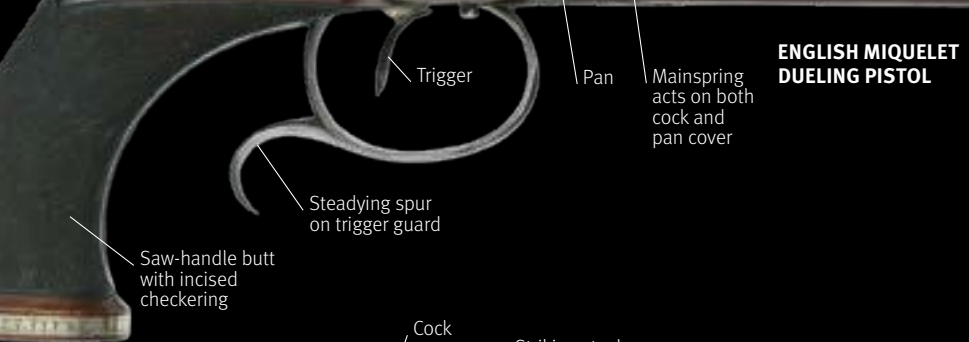 ENGLISH MIQUELET
DUELING PISTOL
Trigger
Pan
Mainspring
acts on both
cock and
pan cover
Steadying spur
on trigger guard
Saw-handle butt
with incised
checkering
Cock